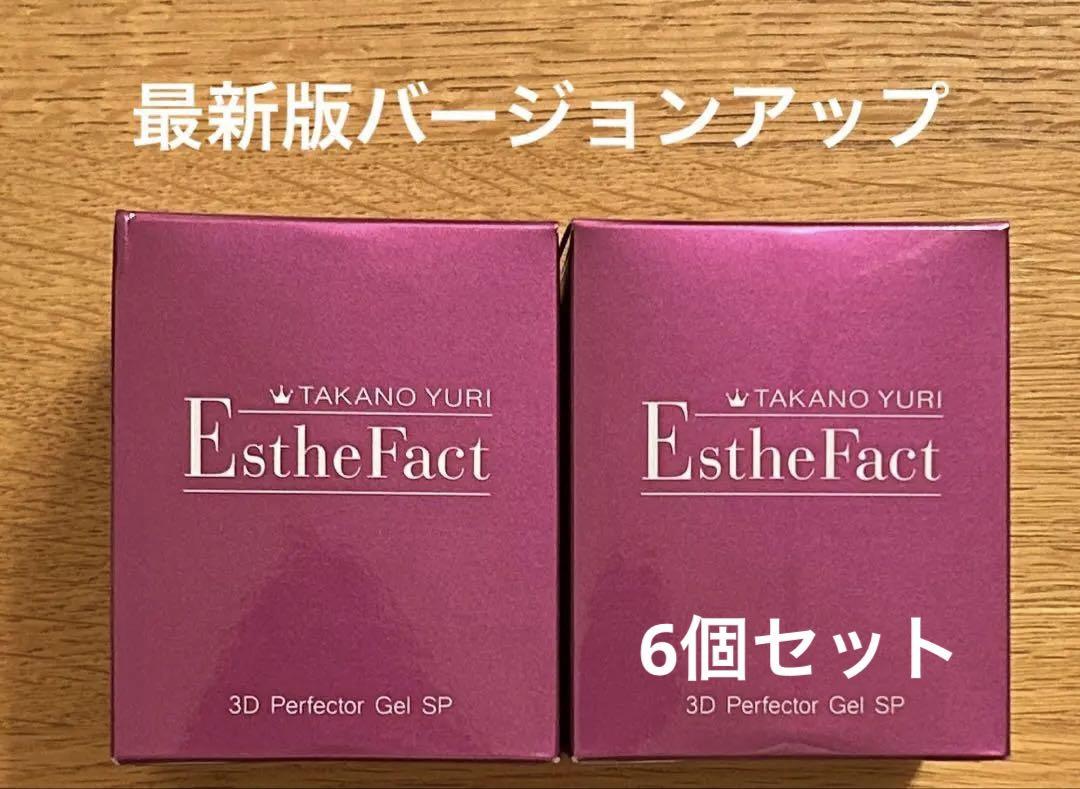 最新版バージョンアップ
TAKANO YURI
EstheFact
3D Perfector Gel SP
TAKANO YURI
EstheFact
6個セット
3D Perfector Gel SP